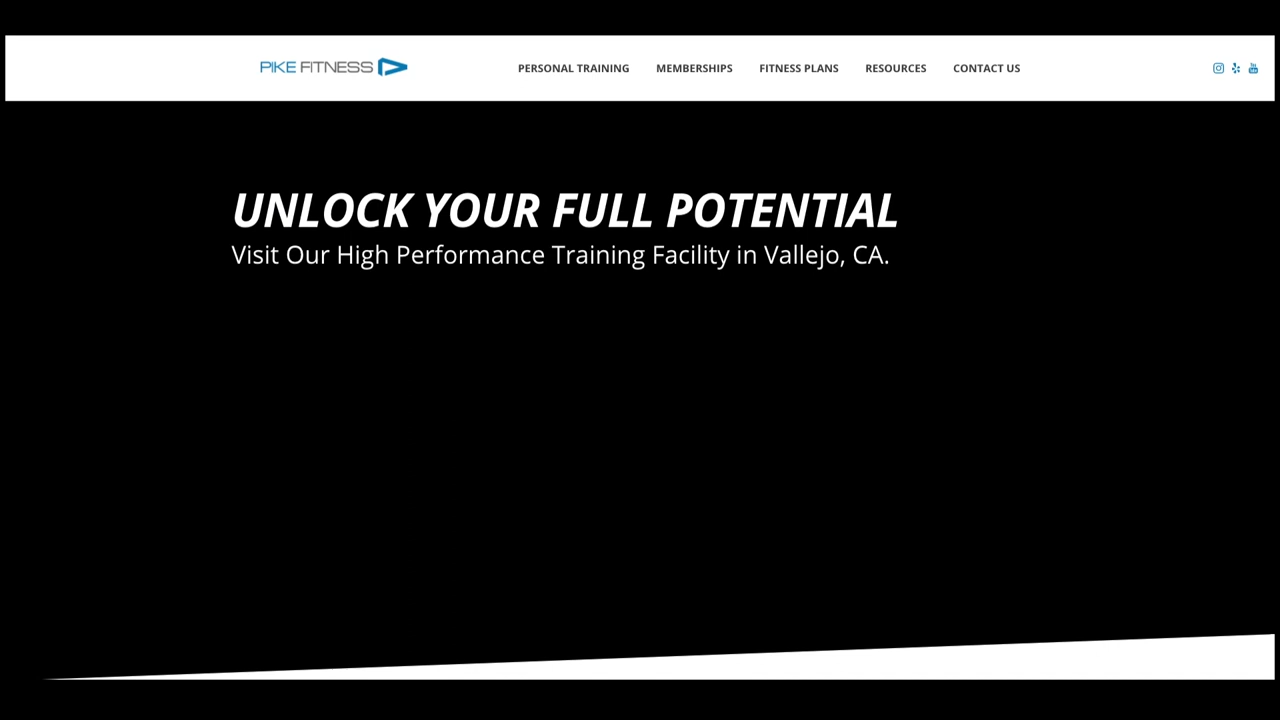 PIKE FITNESS
PERSONAL TRAINING
MEMBERSHIPS
FITNESS PLANS
RESOURCES
CONTACT US
UNLOCK YOUR FULL POTENTIAL
Visit Our High Performance Training Facility in Vallejo, CA.